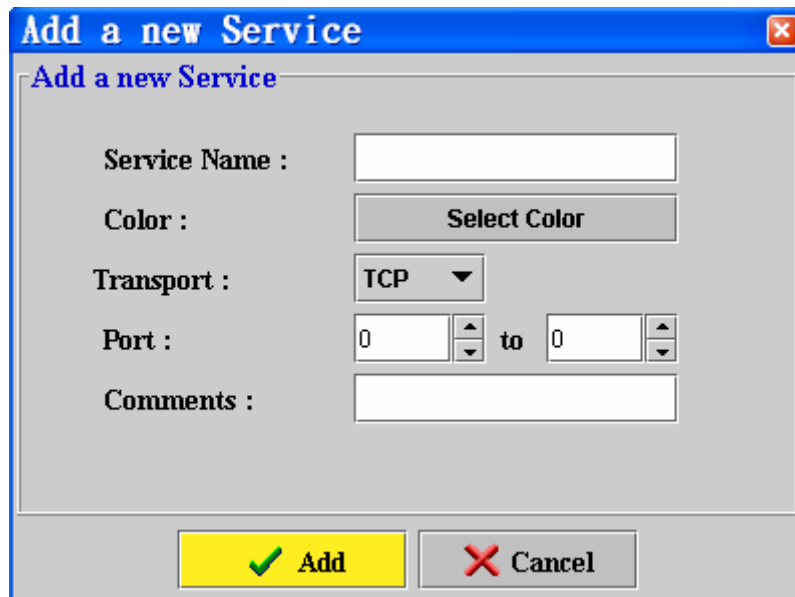 Add a new Service
Add a new Service
Service Name :
Color : Select Color
Transport : TCP
Port : 0 to 0
Comments :
Add Cancel